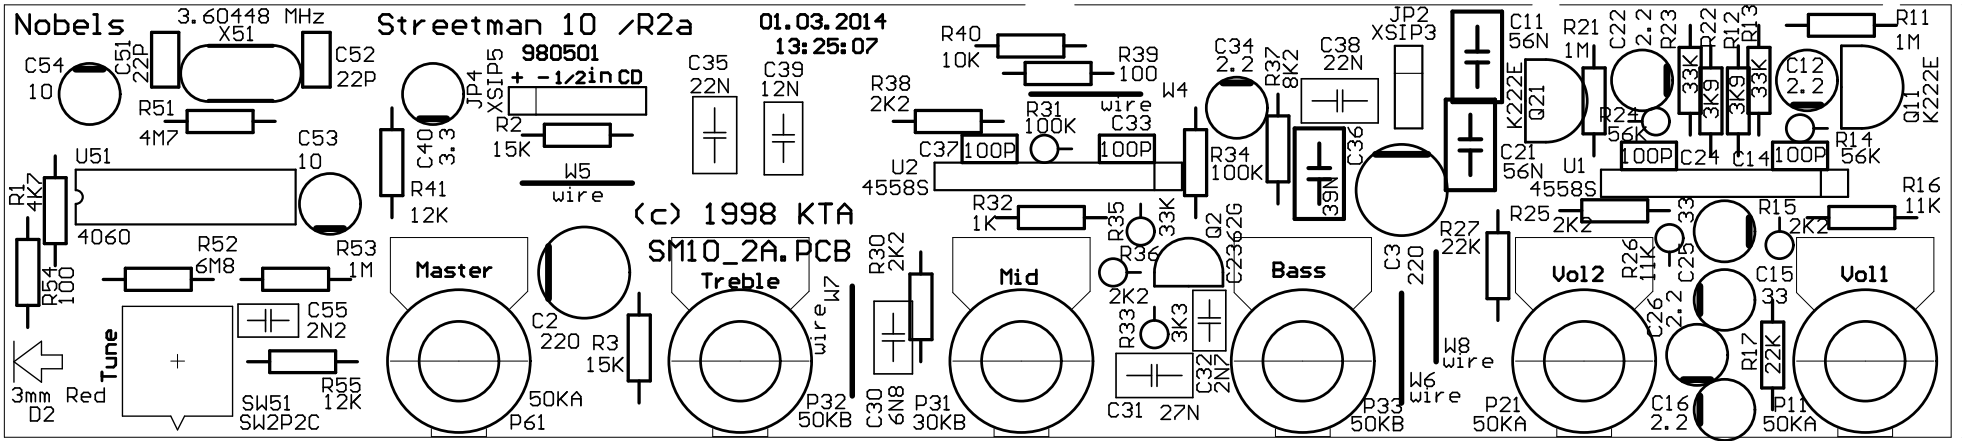 Nobels
3.60448 MHz
X51
C51
22P
C52
22P
C54
10
R51
4M7
Streetman 10 /R2a
980501
+ -1/2inCD
JP4
XSIP5
C40
3.3
R2
15K
W5
wire
C35
22N
C39
12N
01.03.2014
13:25:07
R40
10K
R39
100
wire
W4
R38
2K2
R31
100K
C37
100P
C33
100P
U2
4558S
C34
2.2
R37
8K2
R34
100K
C38
22N
C36
39N
JP2
XSIP3
C11
56N
C21
56N
K222E
Q21
R21
1M
C22
2.2
R23
33K
R22
3K9
R12
3K9
R13
33K
R24
56K
C12
2.2
R11
1M
Q11
K222E
R14
56K
U1
4558S
100P
C24
C14
100P
U51
4060
C53
10
R1
4K7
R41
12K
R54
100
R52
6M8
R53
1M
C55
2N2
Tune
R55
12K
SW51
SW2P2C
3mm Red
D2
(c) 1998 KTA
SM10_2A.PCB
Master
50KA
P61
C2
220
R3
15K
Treble
wire
W7
P32
50KB
R30
2K2
C30
6N8
R32
1K
Mid
P31
30KB
R35
33K
R36
2K2
Q2
C2362G
R33
3K3
C32
2N7
C31
27N
Bass
P33
50KB
C3
220
W6
wire
W8
wire
R27
22K
R25
2K2
Vol2
P21
50KA
R26
11K
C25
33
C26
2.2
R15
2K2
C15
33
R17
22K
C16
2.2
R16
11K
Vol1
P11
50KA